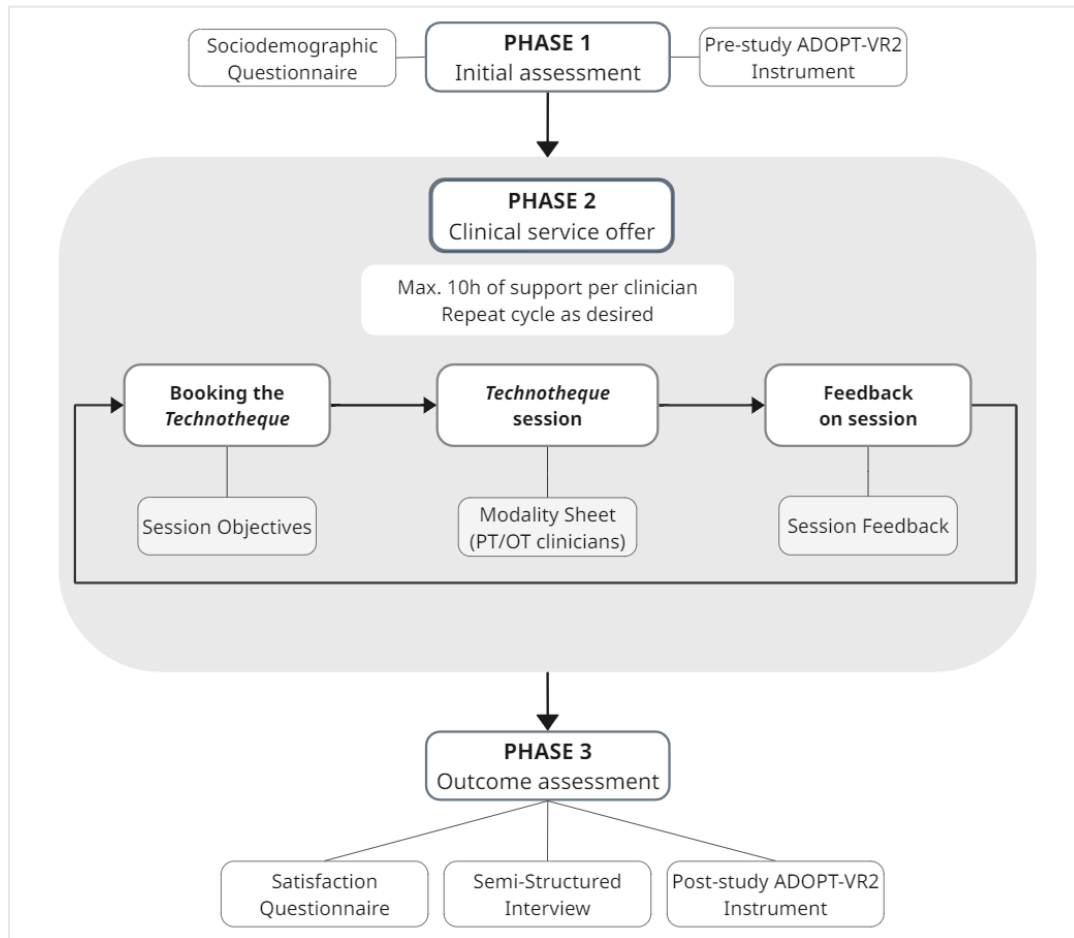 Sociodemographic
Questionnaire
PHASE 1
Initial assessment
Pre-study ADOPT-VR2
Instrument
PHASE 2
Clinical service offer
Max. 10h of support per clinician
Repeat cycle as desired
Booking the
Technotheque
Technotheque
session
Feedback
on session
Session Objectives
Modality Sheet
(PT/OT clinicians)
Session Feedback
PHASE 3
Outcome assessment
Satisfaction
Questionnaire
Semi-Structured
Interview
Post-study ADOPT-VR2
Instrument